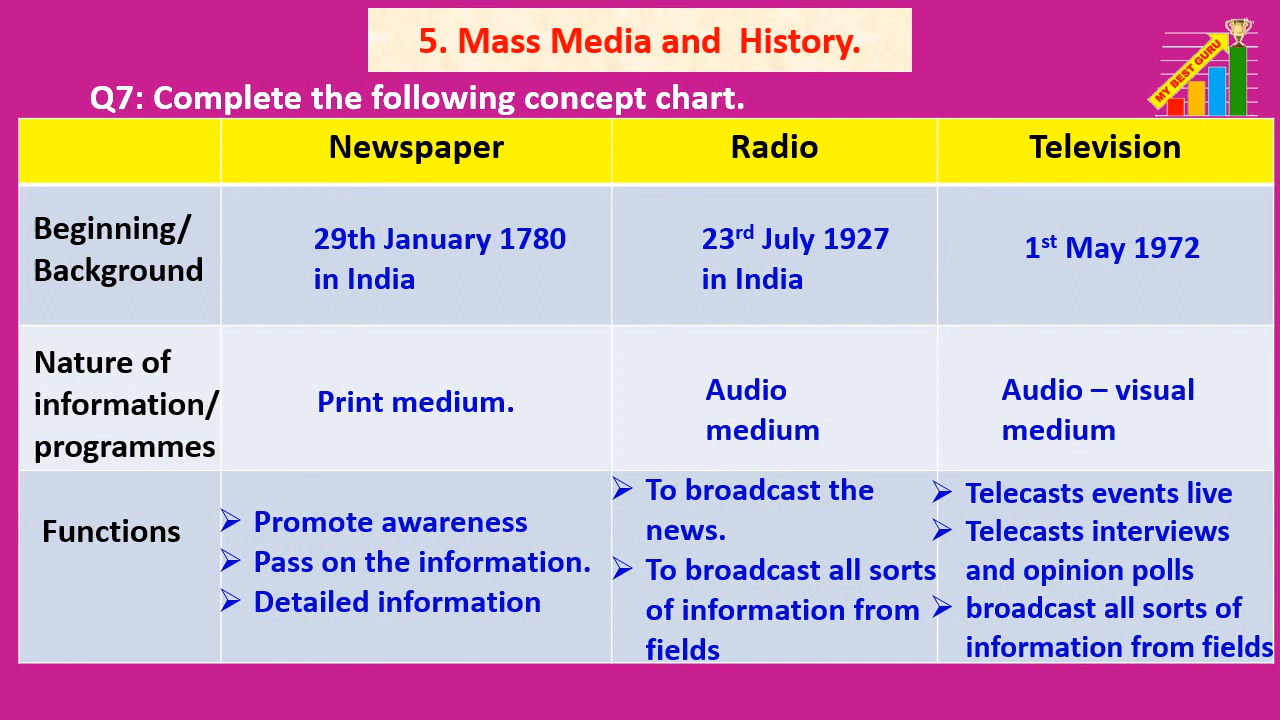 5. Mass Media and History.
MY BEST GURU
Q7: Complete the following concept chart.
Newspaper
Radio
Television
Beginning/
Background
29th January 1780
in India
23rd July 1927
in India
1st May 1972
Nature of
information/
programmes
Print medium.
Audio
medium
Audio – visual
medium
Functions
➢ Promote awareness
➢ Pass on the information.
➢ Detailed information
➢ To broadcast the
news.
➢ To broadcast all sorts
of information from
fields
➢ Telecasts events live
➢ Telecasts interviews
and opinion polls
➢ broadcast all sorts of
information from fields